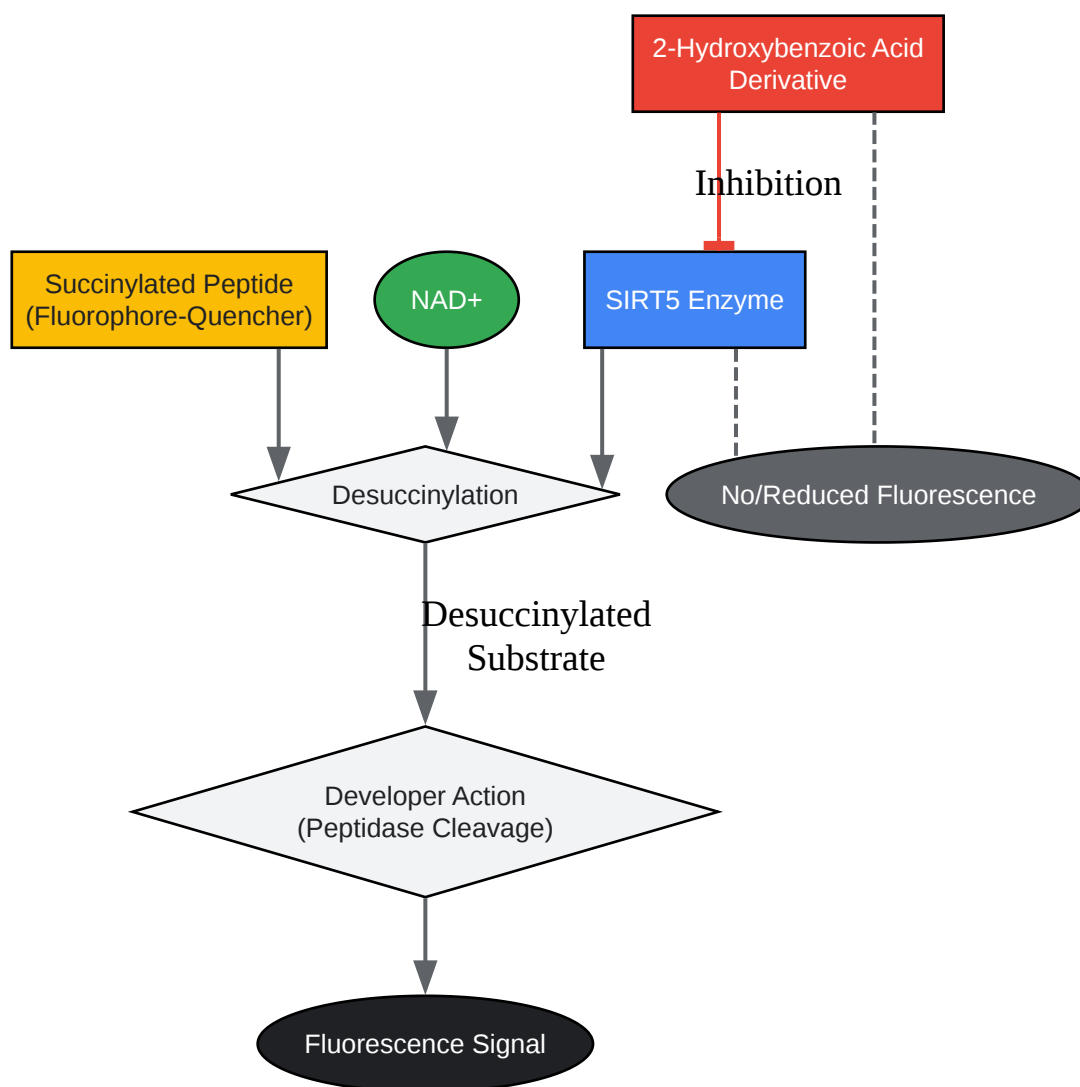 2-Hydroxybenzoic Acid
Derivative
Inhibition
Succinylated Peptide
(Fluorophore-Quencher)
NAD+
SIRT5 Enzyme
Desuccinylation
No/Reduced Fluorescence
Desuccinylated
Substrate
Developer Action
(Peptidase Cleavage)
Fluorescence Signal